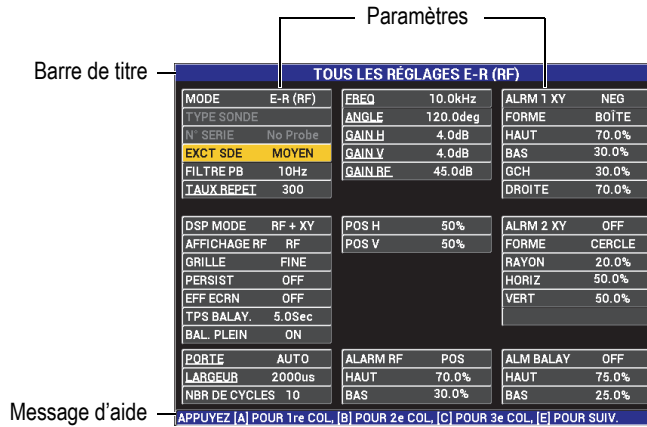 Paramètres
Barre de titre
TOUS LES RÉGLAGES E-R (RF)
MODE E-R (RF)
TYPE SONDE
N° SERIE No Probe
EXCT SDE MOYEN
FILTRE PB 10Hz
TAUX REPET 300
FREQ 10.0kHz
ANGLE 120.0deg
GAIN H 4.0dB
GAIN V 4.0dB
GAIN RF 45.0dB
ALRM 1 XY NEG
FORME BOÎTE
HAUT 70.0%
BAS 30.0%
GCH 30.0%
DROITE 70.0%
DSP MODE RF + XY
AFFICHAGE RF RF
GRILLE FINE
PERSIST OFF
EFF ECRN OFF
TPS BALAY. 5.0Sec
BAL. PLEIN ON
POS H 50%
POS V 50%
ALRM 2 XY OFF
FORME CERCLE
RAYON 20.0%
HORIZ 50.0%
VERT 50.0%
PORTE AUTO
LARGEUR 2000us
NBR DE CYCLES 10
ALARM RF POS
HAUT 70.0%
BAS 30.0%
ALM BALAY OFF
HAUT 75.0%
BAS 25.0%
Message d'aide
APPUYEZ [A] POUR 1re COL, [B] POUR 2e COL, [C] POUR 3e COL, [E] POUR SUIV.